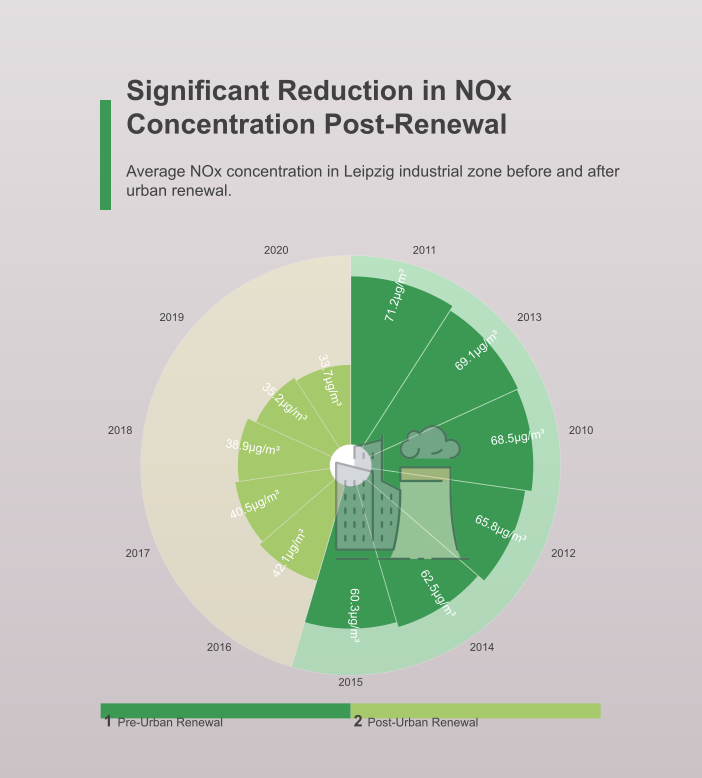 Significant Reduction in NOx
Concentration Post-Renewal
Average NOx concentration in Leipzig industrial zone before and after
urban renewal.
2020
2011
2019
2013
2018
2010
2017
2012
2016
2014
2015
71.2µg/m³
69.1µg/m³
68.5µg/m³
65.8µg/m³
62.5µg/m³
60.3µg/m³
42.1µg/m³
40.5µg/m³
38.9µg/m³
35.2µg/m³
33.7µg/m³
1 Pre-Urban Renewal
2 Post-Urban Renewal